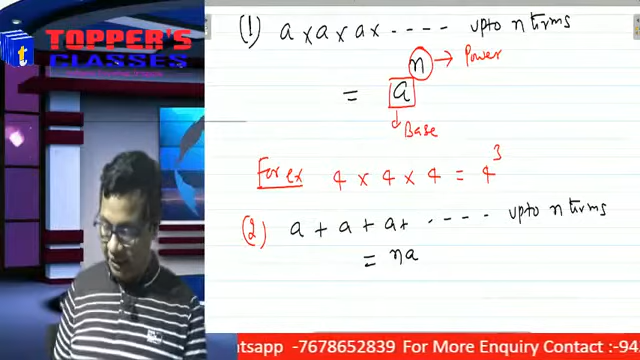 TOPPER'S
CLASSES
t
(1) a x a x a x ---- upto n terms
n → Power
= a
Base
For ex 4 × 4 × 4 = 4³
(2) a + a + a + ---- upto n terms
= na
atsapp -7678652839 For More Enquiry Contact :-94